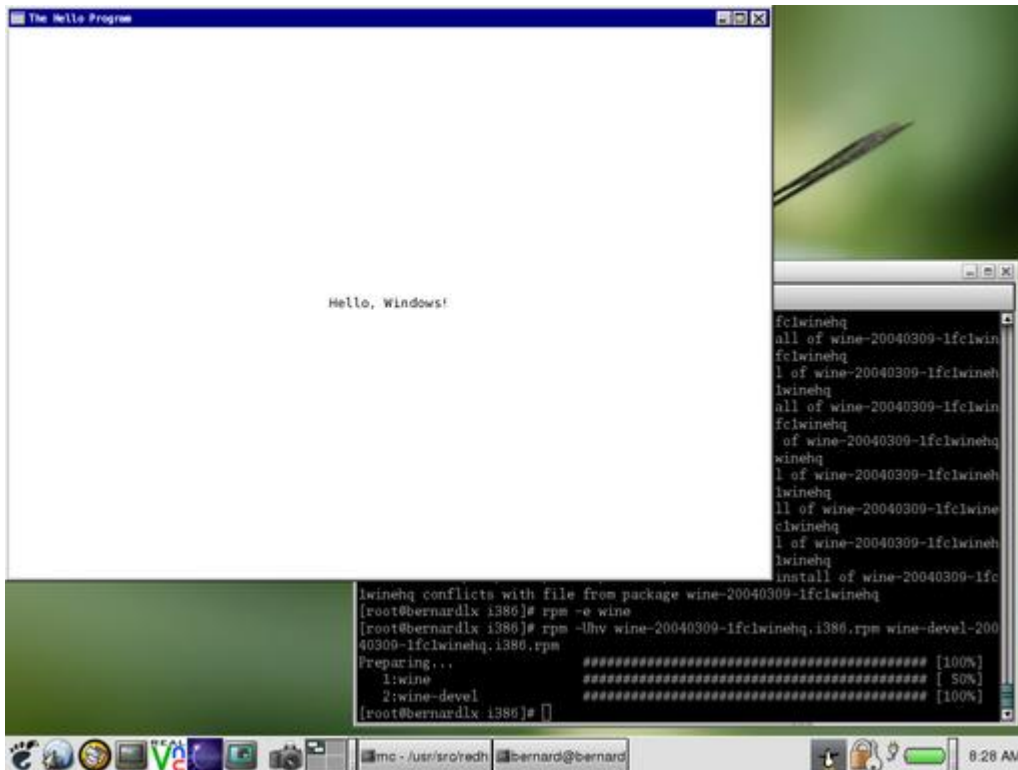 The Hello Program
Hello, Windows!
fc1winehq
all of wine-20040309-1fc1win
fc1winehq
l of wine-20040309-1fc1wineh
1winehq
all of wine-20040309-1fc1win
fc1winehq
of wine-20040309-1fc1winehq
winehq
l of wine-20040309-1fc1wineh
1winehq
ll of wine-20040309-1fc1wine
c1winehq
l of wine-20040309-1fc1wineh
1winehq
install of wine-20040309-1fc
1winehq conflicts with file from package wine-20040309-1fc1winehq
[root@bernardlx i386]# rpm -e wine
[root@bernardlx i386]# rpm -Uhv wine-20040309-1fc1winehq.i386.rpm wine-devel-200
40309-1fc1winehq.i386.rpm
Preparing... ########################################### [100%]
1:wine ########################################### [ 50%]
2:wine-devel ########################################### [100%]
[root@bernardlx i386]#
REAL VNC
mc - /usr/src/redh bernard@bernard 8:28 AM